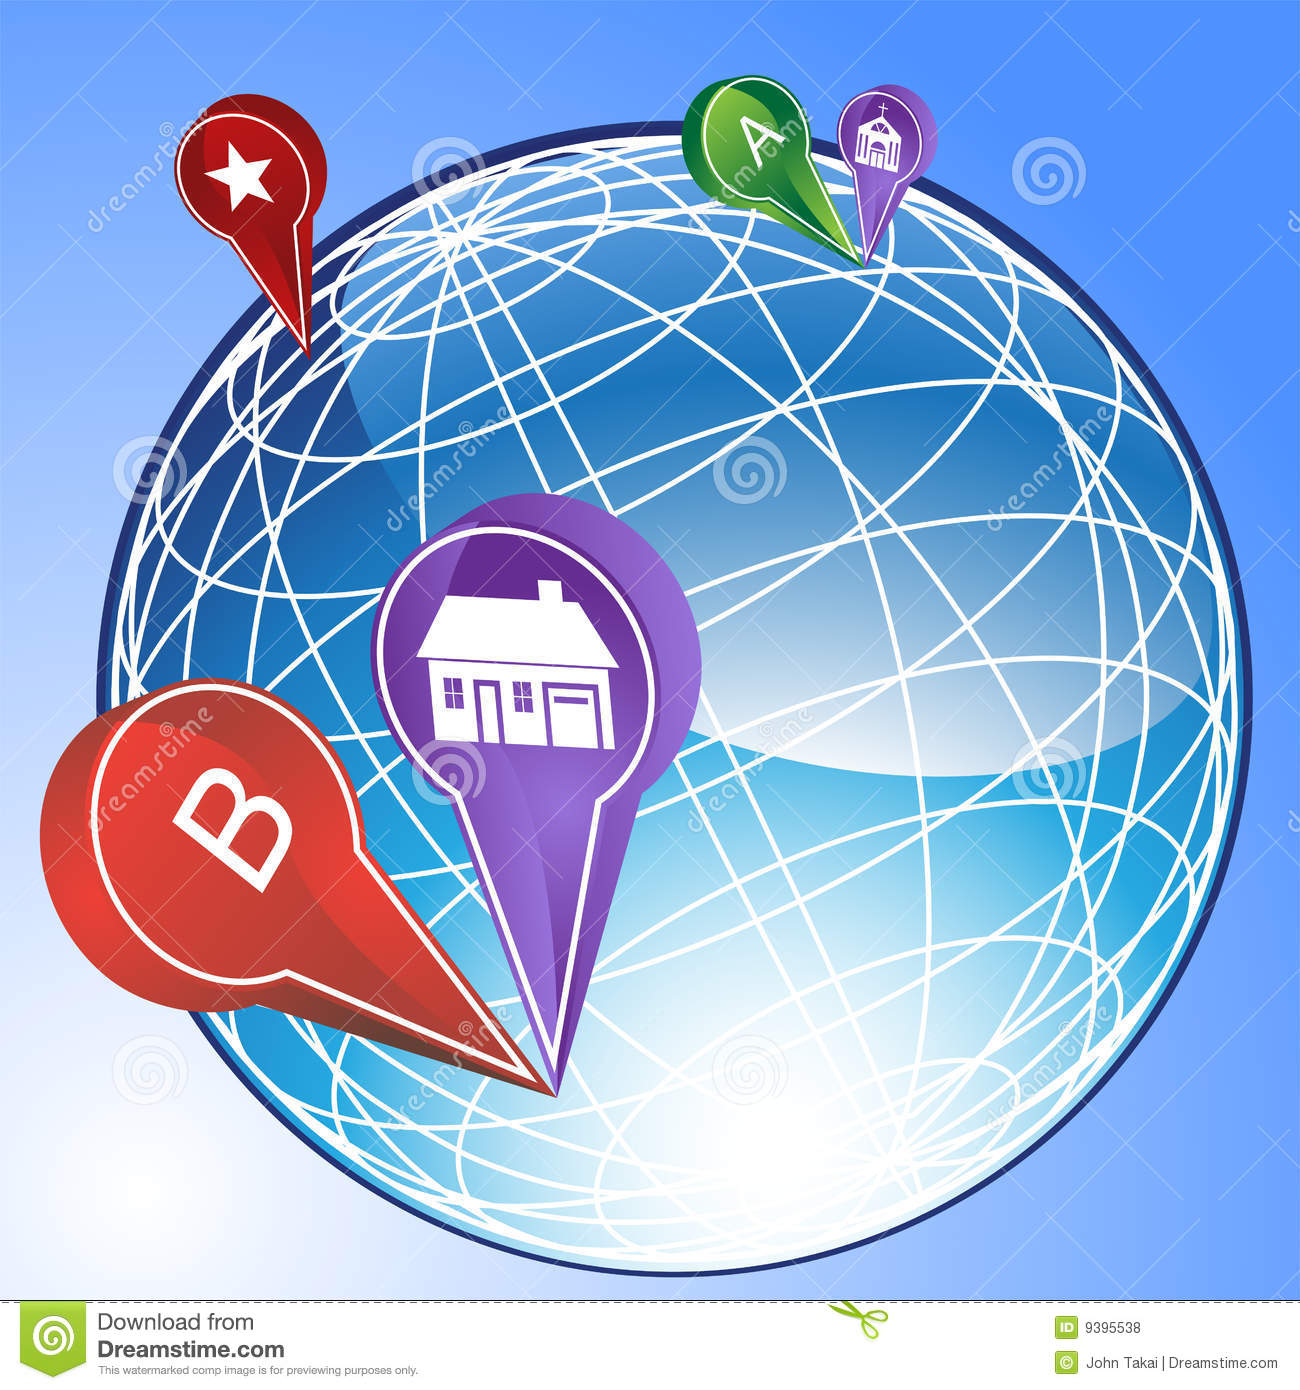 A
B
Download from
Dreamstime.com
This watermarked comp image is for previewing purposes only.
ID 9395538
© John Takai | Dreamstime.com
dreamstime